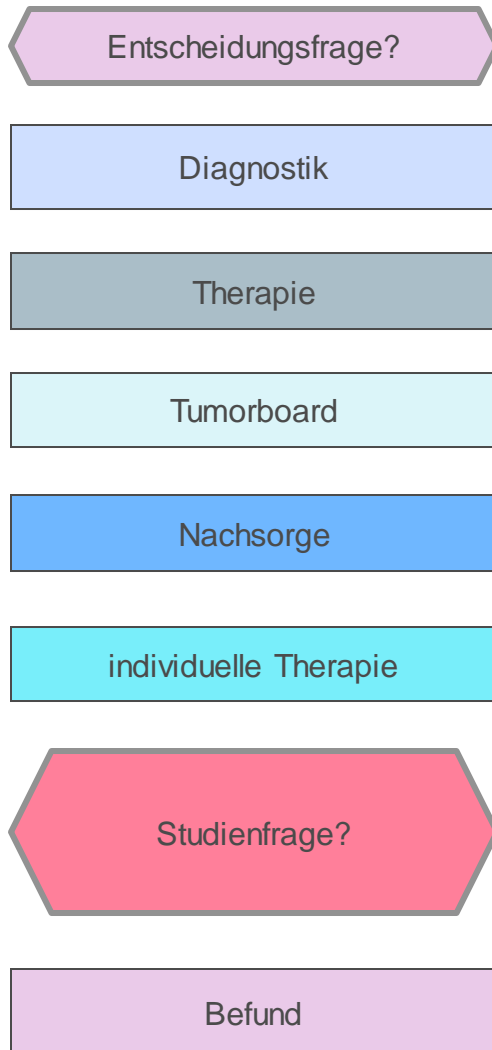 Entscheidungsfrage?
Diagnostik
Therapie
Tumorboard
Nachsorge
individuelle Therapie
Studienfrage?
Befund